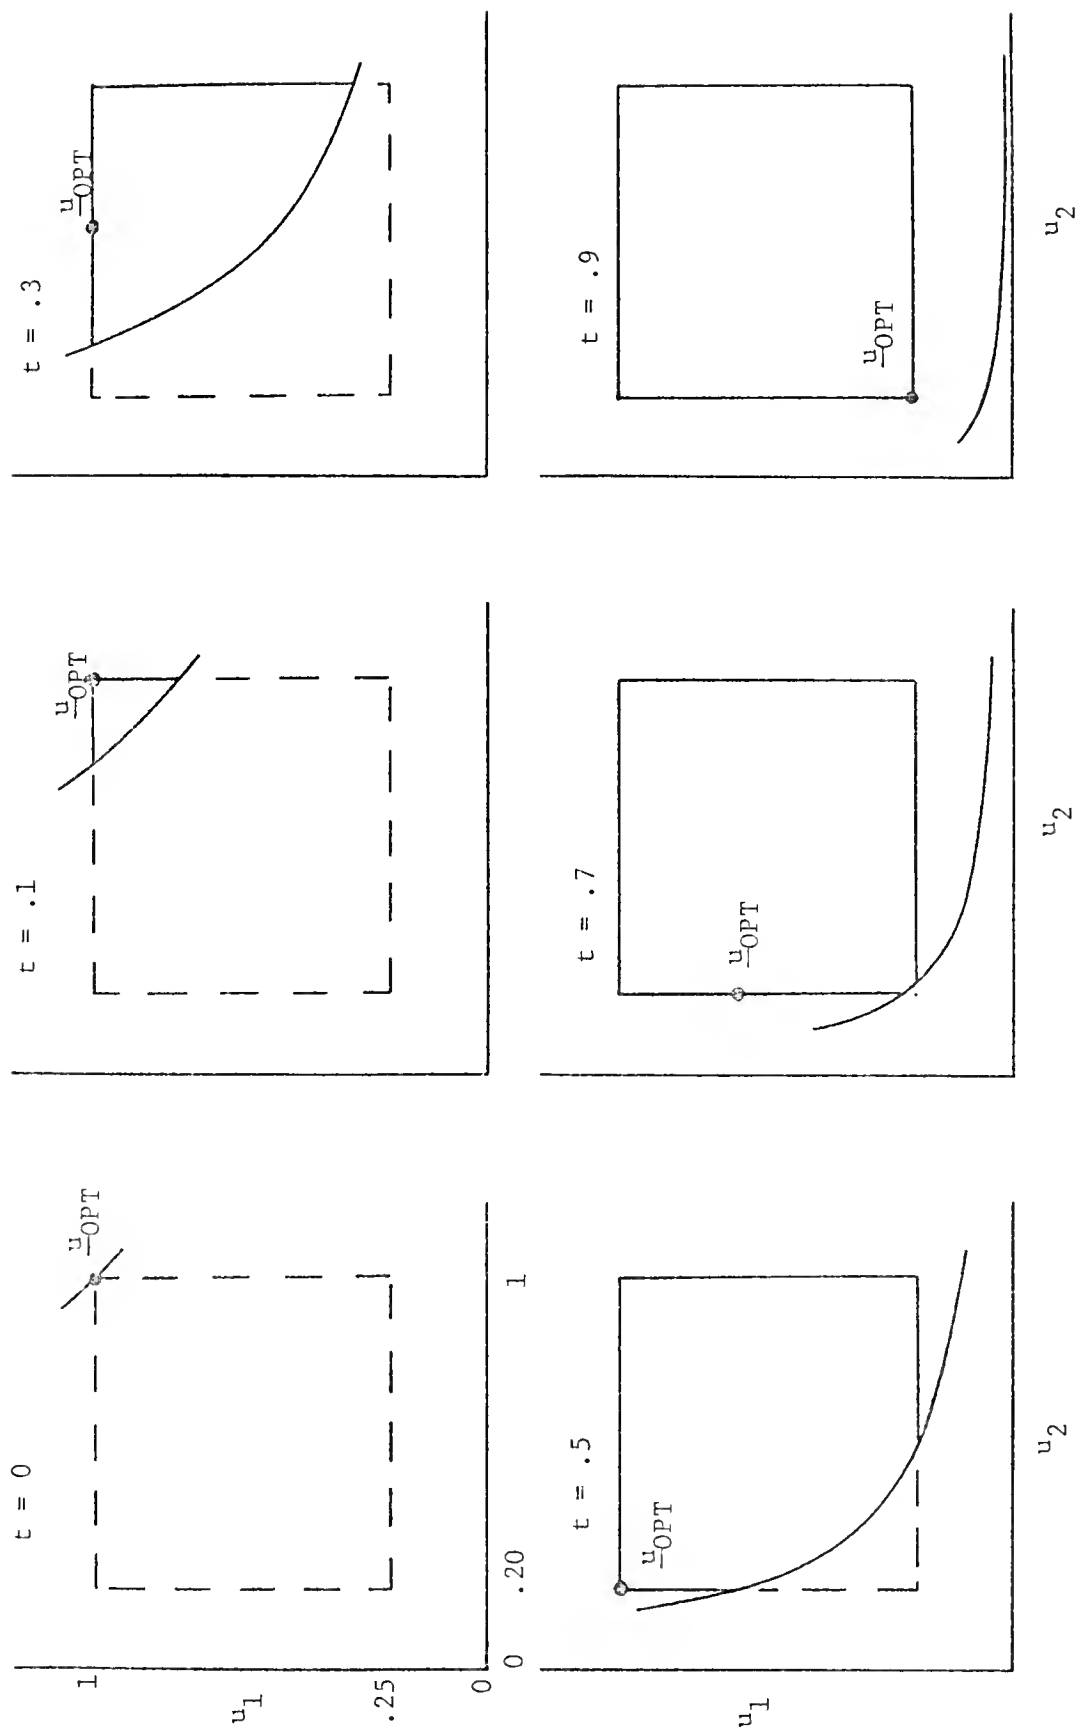 t = 0
u1
1
.25
0
u_OPT
0
.20
1
t = .1
u_OPT
t = .3
u_OPT
t = .5
u1
u_OPT
u2
t = .7
u_OPT
u2
t = .9
u_OPT
u2